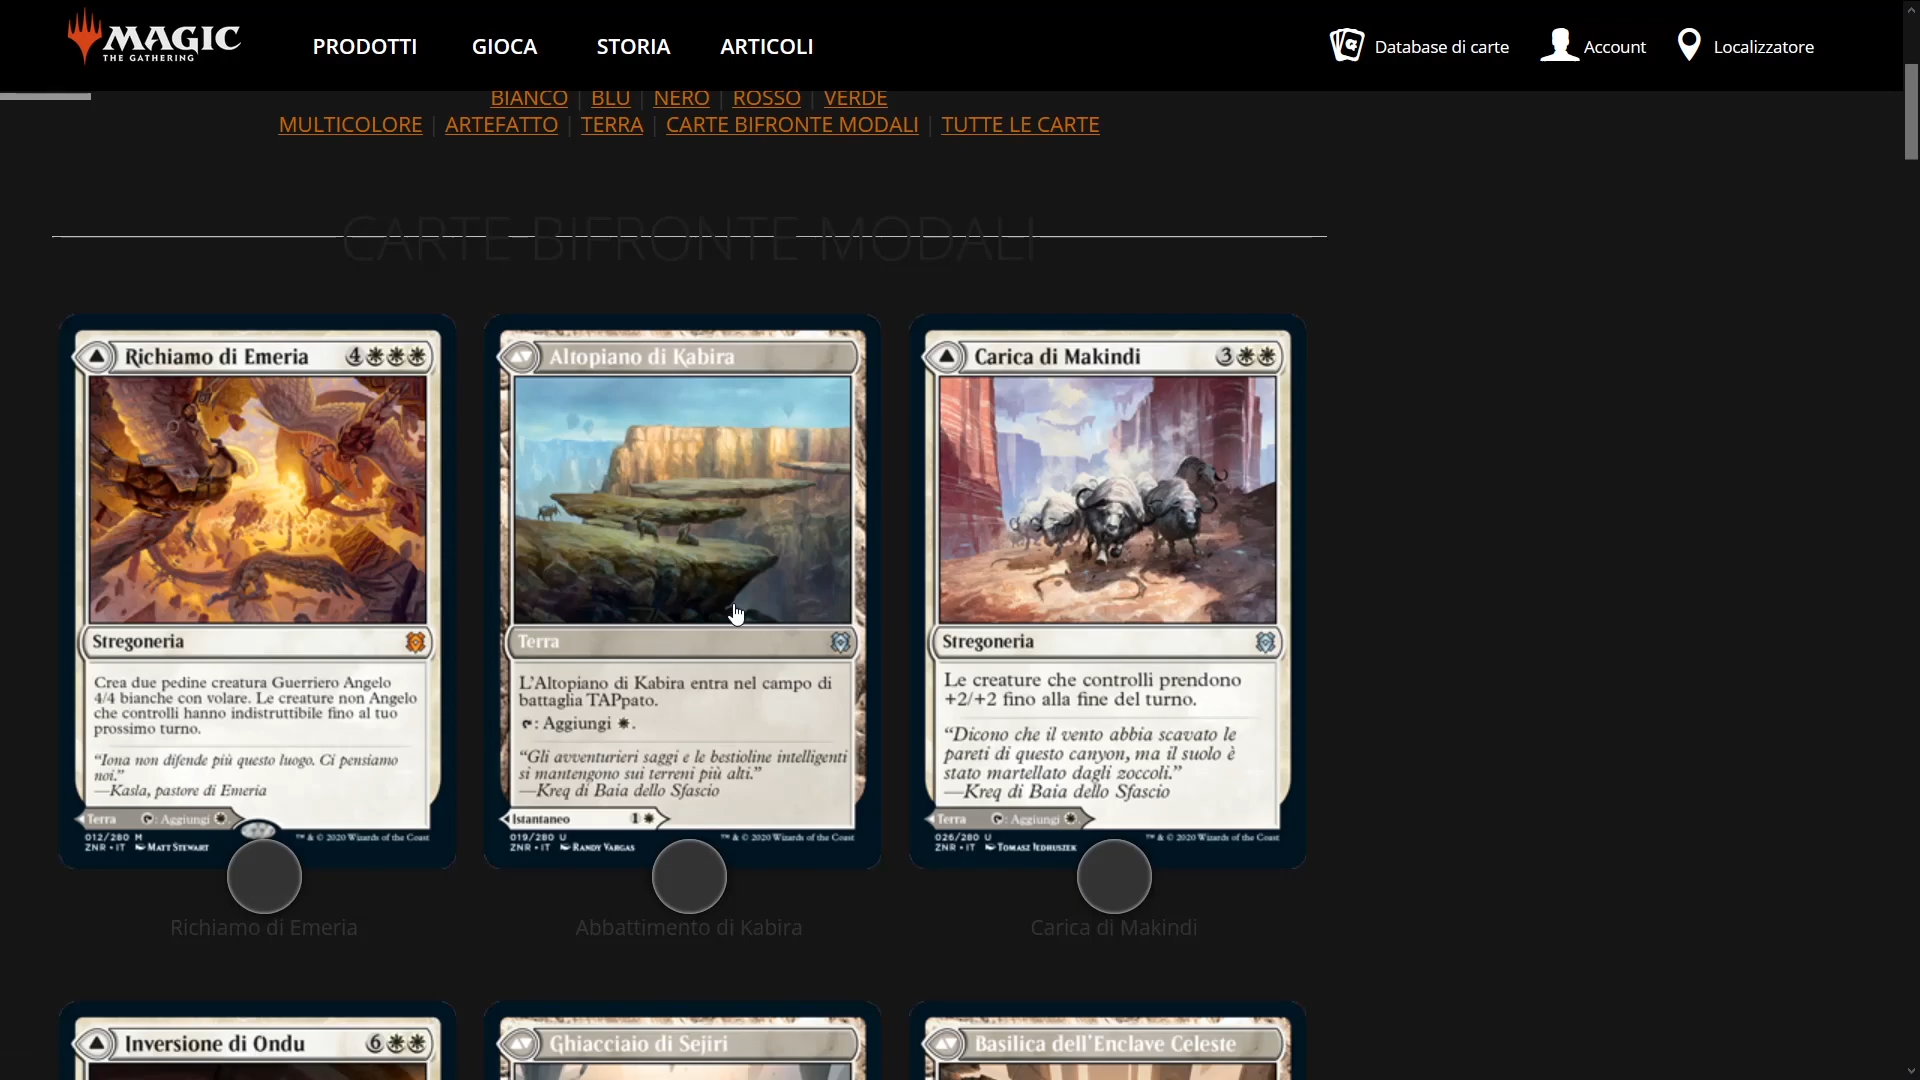 MAGIC
THE GATHERING
PRODOTTI
GIOCA
STORIA
ARTICOLI
Database di carte
Account
Localizzatore
BIANCO | BLU | NERO | ROSSO | VERDE
MULTICOLORE | ARTEFATTO | TERRA | CARTE BIFRONTE MODALI | TUTTE LE CARTE
CARTE BIFRONTE MODALI
Richiamo di Emeria 4
Stregoneria
Crea due pedine creatura Guerriero Angelo
4/4 bianche con volare. Le creature non Angelo
che controlli hanno indistruttibile fino al tuo
prossimo turno.
“Iona non difende più questo luogo. Ci pensiamo
noi.”
—Kasla, pastore di Emeria
Terra : Aggiungi .
012/280 M
ZNR • IT MATT STEWART
™ & © 2020 Wizards of the Coast
Richiamo di Emeria
Altopiano di Kabira
Terra
L’Altopiano di Kabira entra nel campo di
battaglia TAPpato.
: Aggiungi .
“Gli avventurieri saggi e le bestioline intelligenti
si mantengono sui terreni più alti.”
—Kreq di Baia dello Sfascio
Istantaneo 1
019/280 U
ZNR • IT RANDY VARGAS
™ & © 2020 Wizards of the Coast
Abbattimento di Kabira
Carica di Makindi 3
Stregoneria
Le creature che controlli prendono
+2/+2 fino alla fine del turno.
“Dicono che il vento abbia scavato le
pareti di questo canyon, ma il suolo è
stato martellato dagli zoccoli.”
—Kreq di Baia dello Sfascio
Terra : Aggiungi .
026/280 U
ZNR • IT TOMASZ JEDRUSZEK
™ & © 2020 Wizards of the Coast
Carica di Makindi
Inversione di Ondu 6
Ghiacciaio di Sejiri
Basilica dell’Enclave Celeste